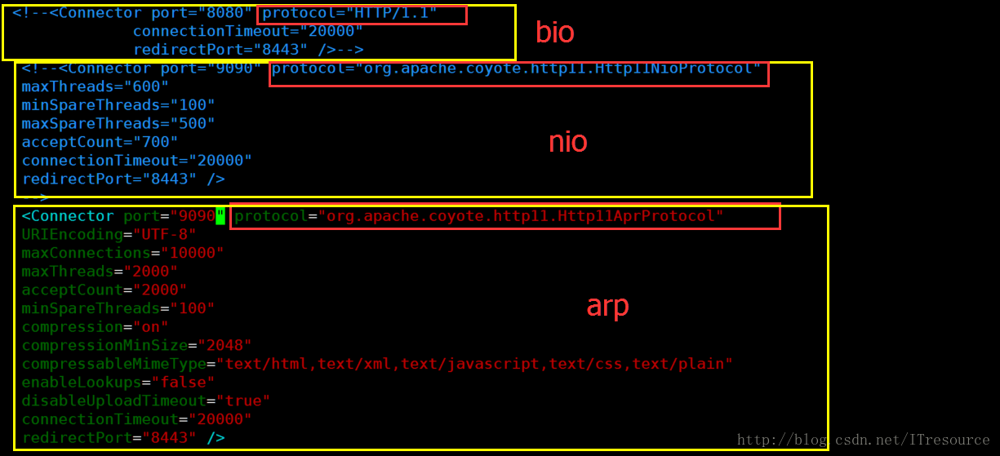 <!--<Connector port="8080" protocol="HTTP/1.1"
connectionTimeout="20000"
redirectPort="8443" />-->
bio
<!--<Connector port="9090" protocol="org.apache.coyote.http11.Http11NioProtocol"
maxThreads="600"
minSpareThreads="100"
maxSpareThreads="500"
acceptCount="700"
connectionTimeout="20000"
redirectPort="8443" />
-->
nio
<Connector port="9090" protocol="org.apache.coyote.http11.Http11AprProtocol"
URIEncoding="UTF-8"
maxConnections="10000"
maxThreads="2000"
acceptCount="2000"
minSpareThreads="100"
compression="on"
compressionMinSize="2048"
compressableMimeType="text/html,text/xml,text/javascript,text/css,text/plain"
enableLookups="false"
disableUploadTimeout="true"
connectionTimeout="20000"
redirectPort="8443" />
arp
http://blog.csdn.net/ITresource